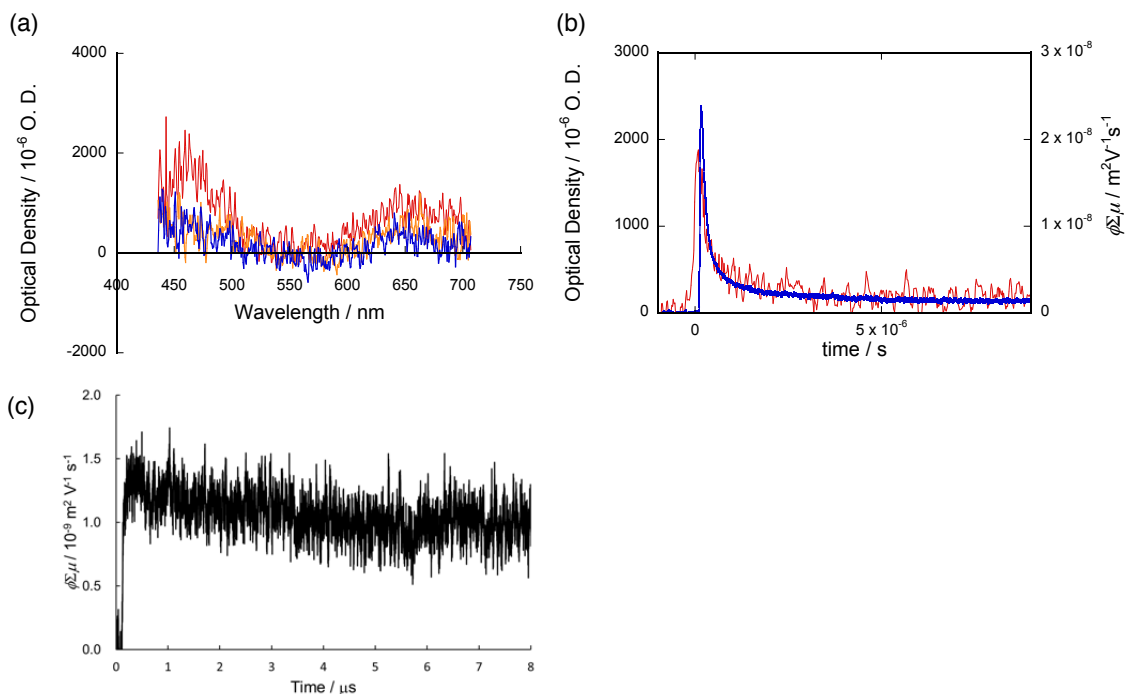 (a)
4000
2000
0
-2000
400
450
500
550
600
650
700
750
Optical Density / 10⁻⁶ O. D.
Wavelength / nm
(b)
3000
2000
1000
0
Optical Density / 10⁻⁶ O. D.
0
5 x 10⁻⁶
time / s
3 x 10⁻⁸
2 x 10⁻⁸
1 x 10⁻⁸
0
φΣμ / m²V⁻¹s⁻¹
(c)
2.0
1.5
1.0
0.5
0.0
φΣμ / 10⁻⁹ m² V⁻¹ s⁻¹
0
1
2
3
4
5
6
7
8
Time / μs